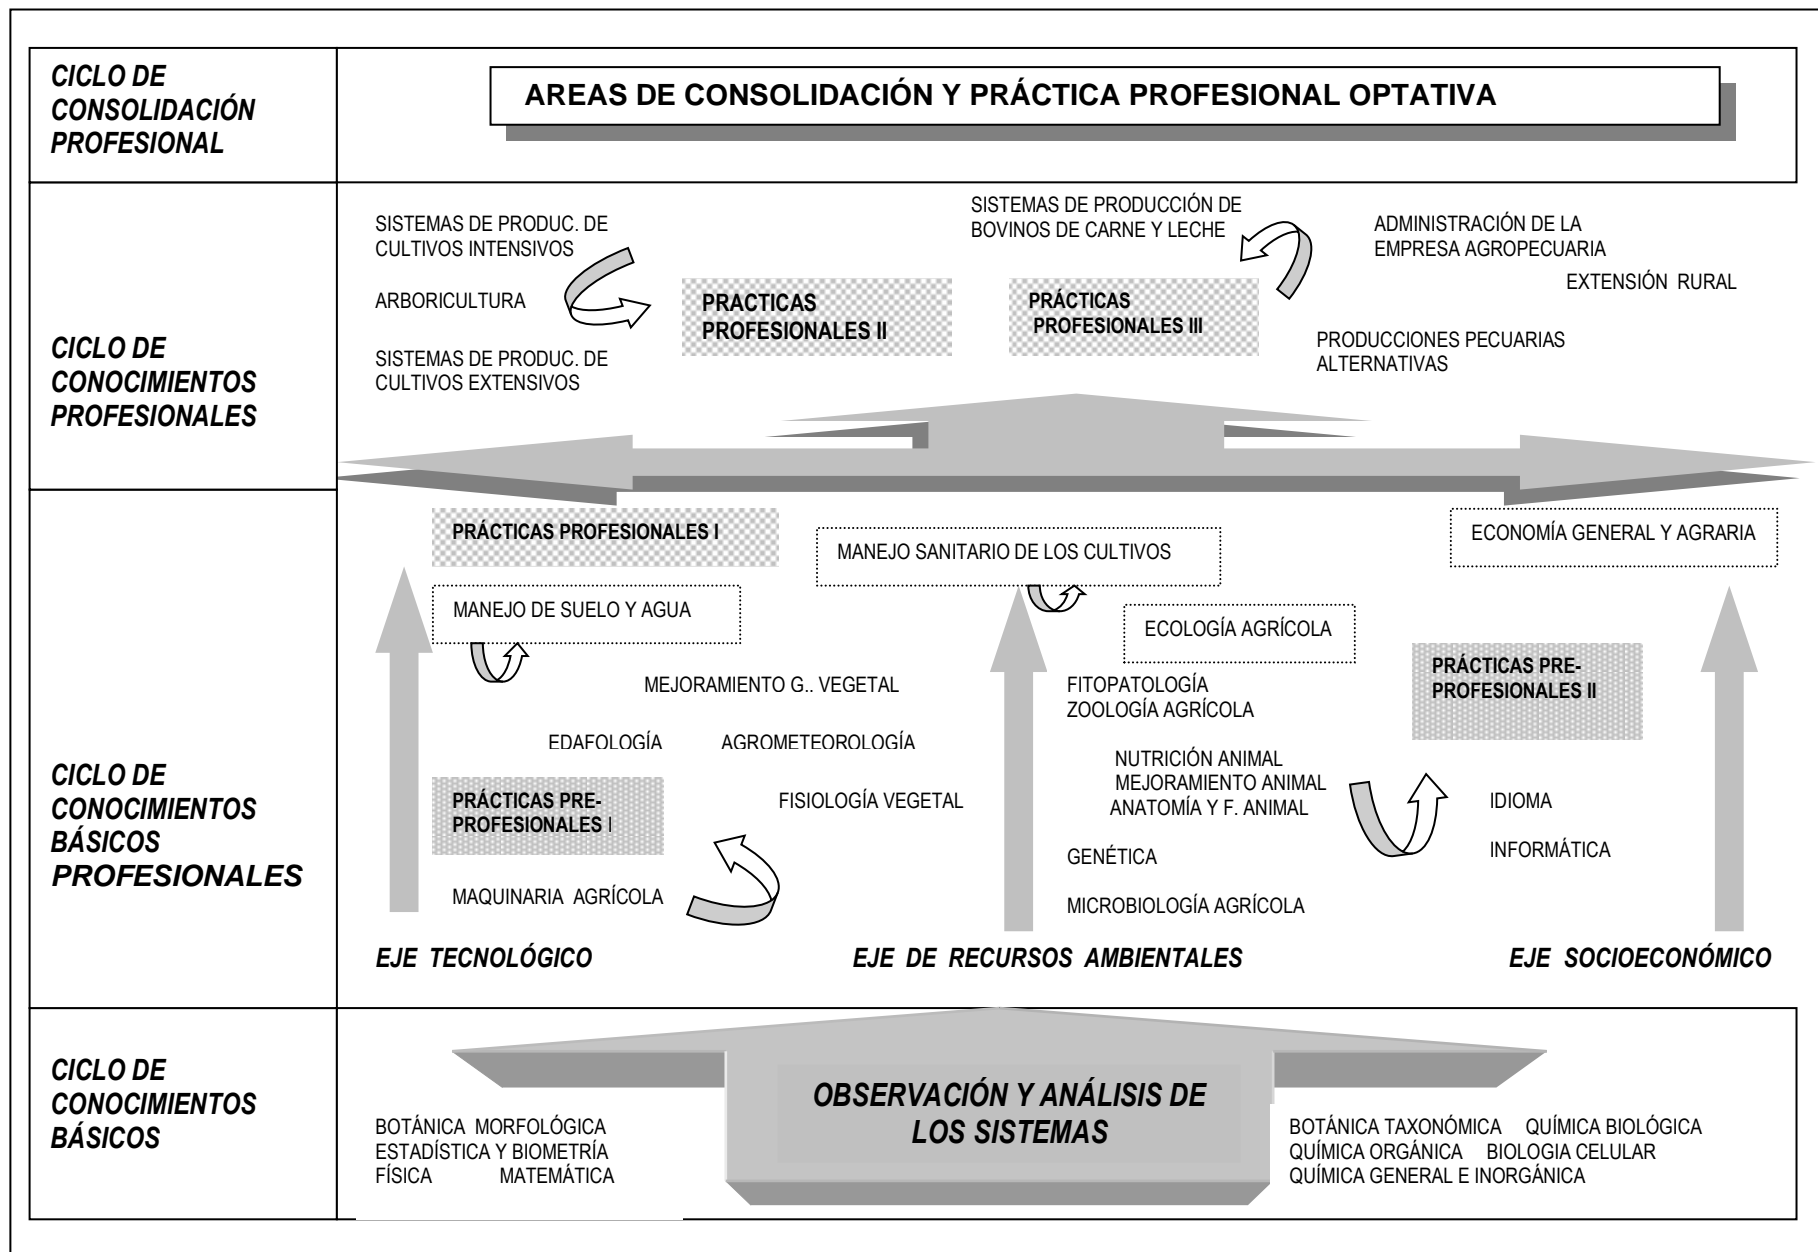 CICLO DE
CONSOLIDACIÓN
PROFESIONAL
AREAS DE CONSOLIDACIÓN Y PRÁCTICA PROFESIONAL OPTATIVA
CICLO DE
CONOCIMIENTOS
PROFESIONALES
SISTEMAS DE PRODUC. DE
CULTIVOS INTENSIVOS
ARBORICULTURA
SISTEMAS DE PRODUC. DE
CULTIVOS EXTENSIVOS
PRACTICAS
PROFESIONALES II
SISTEMAS DE PRODUCCIÓN DE
BOVINOS DE CARNE Y LECHE
PRÁCTICAS
PROFESIONALES III
ADMINISTRACIÓN DE LA
EMPRESA AGROPECUARIA
EXTENSIÓN RURAL
PRODUCCIONES PECUARIAS
ALTERNATIVAS
CICLO DE
CONOCIMIENTOS
BÁSICOS
PROFESIONALES
PRÁCTICAS PROFESIONALES I
MANEJO DE SUELO Y AGUA
MEJORAMIENTO G.. VEGETAL
EDAFOLOGÍA
AGROMETEOROLOGÍA
PRÁCTICAS PRE-
PROFESIONALES I
FISIOLOGÍA VEGETAL
MAQUINARIA AGRÍCOLA
EJE TECNOLÓGICO
MANEJO SANITARIO DE LOS CULTIVOS
ECOLOGÍA AGRÍCOLA
FITOPATOLOGÍA
ZOOLOGÍA AGRÍCOLA
NUTRICIÓN ANIMAL
MEJORAMIENTO ANIMAL
ANATOMÍA Y F. ANIMAL
GENÉTICA
MICROBIOLOGÍA AGRÍCOLA
EJE DE RECURSOS AMBIENTALES
ECONOMÍA GENERAL Y AGRARIA
PRÁCTICAS PRE-
PROFESIONALES II
IDIOMA
INFORMÁTICA
EJE SOCIOECONÓMICO
CICLO DE
CONOCIMIENTOS
BÁSICOS
BOTÁNICA MORFOLÓGICA
ESTADÍSTICA Y BIOMETRÍA
FÍSICA MATEMÁTICA
OBSERVACIÓN Y ANÁLISIS DE
LOS SISTEMAS
BOTÁNICA TAXONÓMICA QUÍMICA BIOLÓGICA
QUÍMICA ORGÁNICA BIOLOGIA CELULAR
QUÍMICA GENERAL E INORGÁNICA